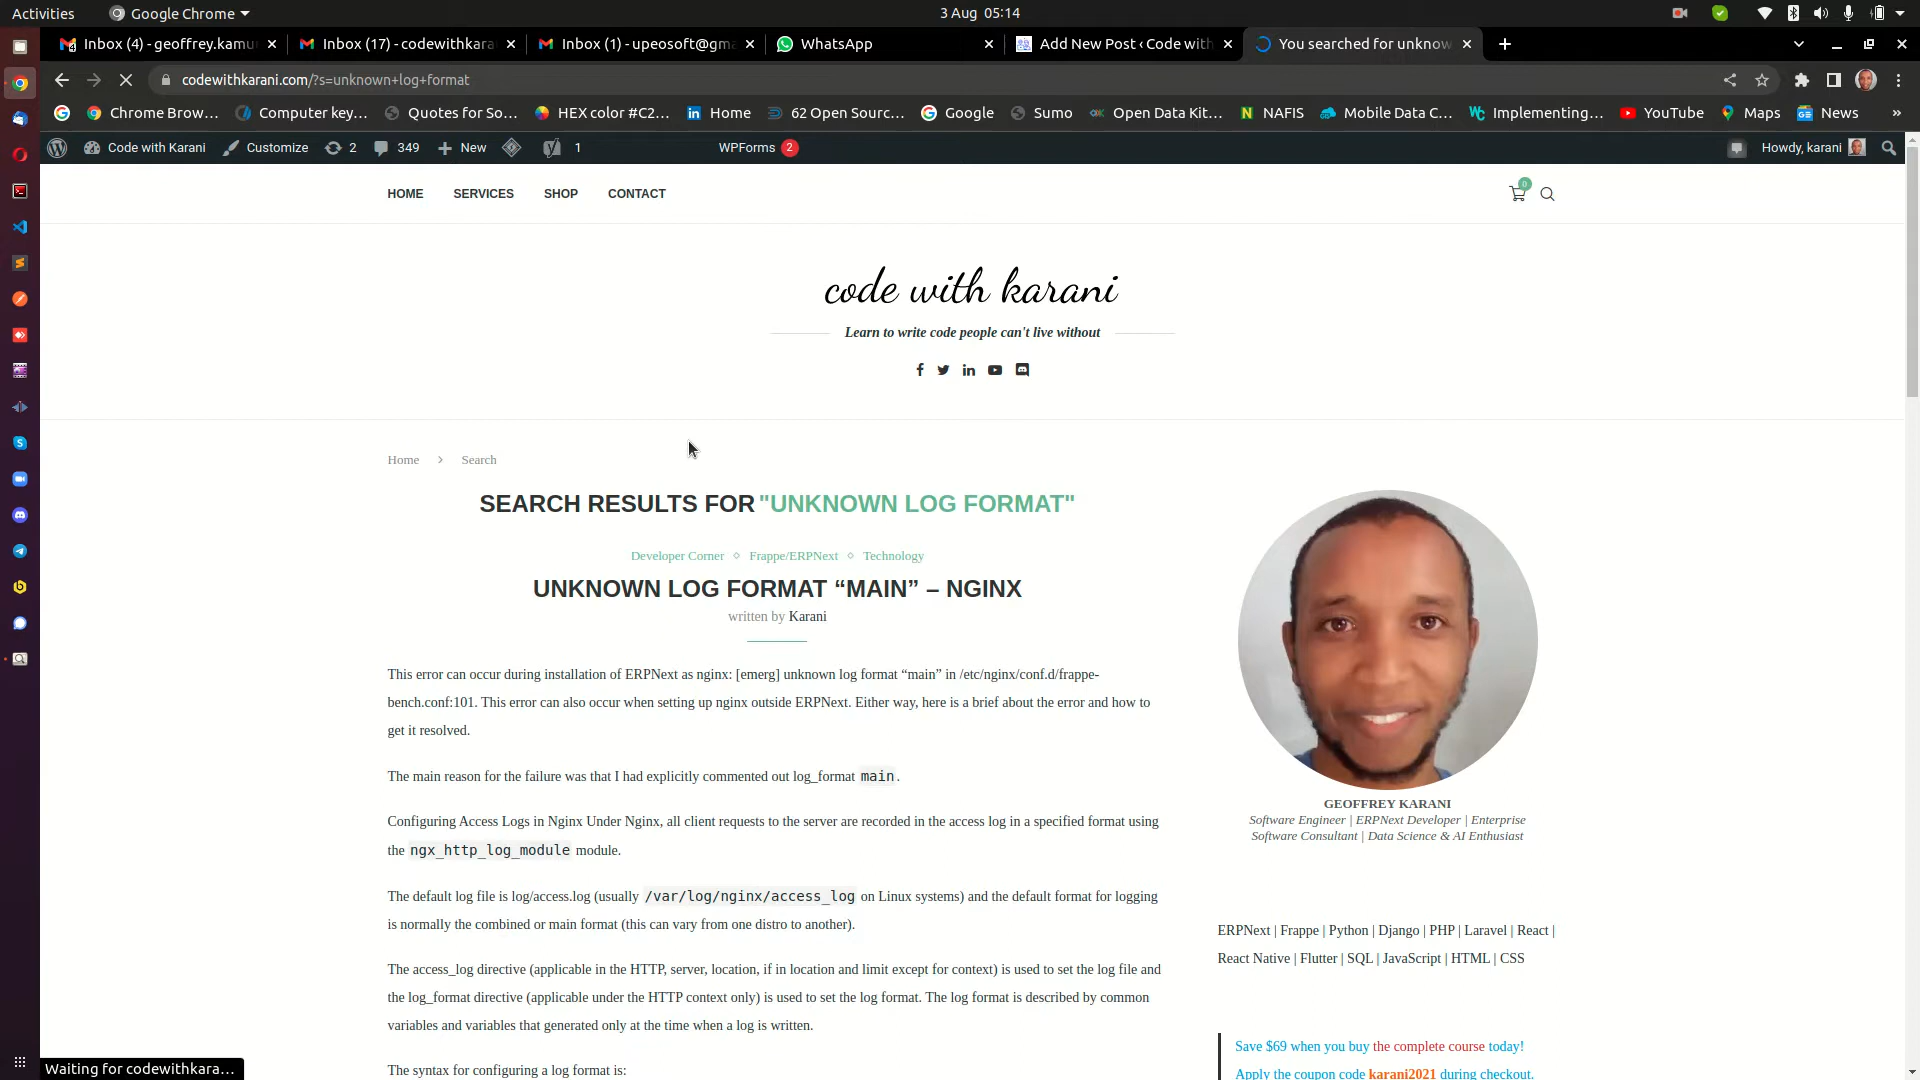 Activities
Google Chrome
3 Aug 05:14
Inbox (4) - geoffrey.kamu
Inbox (17) - codewithkara
Inbox (1) - upeosoft@gma
WhatsApp
Add New Post ‹ Code with
You searched for unknow
codewithkarani.com/?s=unknown+log+format
Chrome Brow...
Computer key...
Quotes for So...
HEX color #C2...
Home
62 Open Sourc...
Google
Sumo
Open Data Kit...
NAFIS
Mobile Data C...
Implementing...
YouTube
Maps
News
»
Code with Karani
Customize
2
349
New
1
WPForms 2
Howdy, karani
HOME
SERVICES
SHOP
CONTACT
0
code with karani
Learn to write code people can't live without
Home > Search
SEARCH RESULTS FOR "UNKNOWN LOG FORMAT"
Developer Corner ◇ Frappe/ERPNext ◇ Technology
UNKNOWN LOG FORMAT “MAIN” – NGINX
written by Karani
This error can occur during installation of ERPNext as nginx: [emerg] unknown log format “main” in /etc/nginx/conf.d/frappe-
bench.conf:101. This error can also occur when setting up nginx outside ERPNext. Either way, here is a brief about the error and how to
get it resolved.
The main reason for the failure was that I had explicitly commented out log_format main.
Configuring Access Logs in Nginx Under Nginx, all client requests to the server are recorded in the access log in a specified format using
the ngx_http_log_module module.
The default log file is log/access.log (usually /var/log/nginx/access_log on Linux systems) and the default format for logging
is normally the combined or main format (this can vary from one distro to another).
The access_log directive (applicable in the HTTP, server, location, if in location and limit except for context) is used to set the log file and
the log_format directive (applicable under the HTTP context only) is used to set the log format. The log format is described by common
variables and variables that generated only at the time when a log is written.
The syntax for configuring a log format is:
GEOFFREY KARANI
Software Engineer | ERPNext Developer | Enterprise
Software Consultant | Data Science & AI Enthusiast
ERPNext | Frappe | Python | Django | PHP | Laravel | React |
React Native | Flutter | SQL | JavaScript | HTML | CSS
Save $69 when you buy the complete course today!
Apply the coupon code karani2021 during checkout.
Waiting for codewithkara...